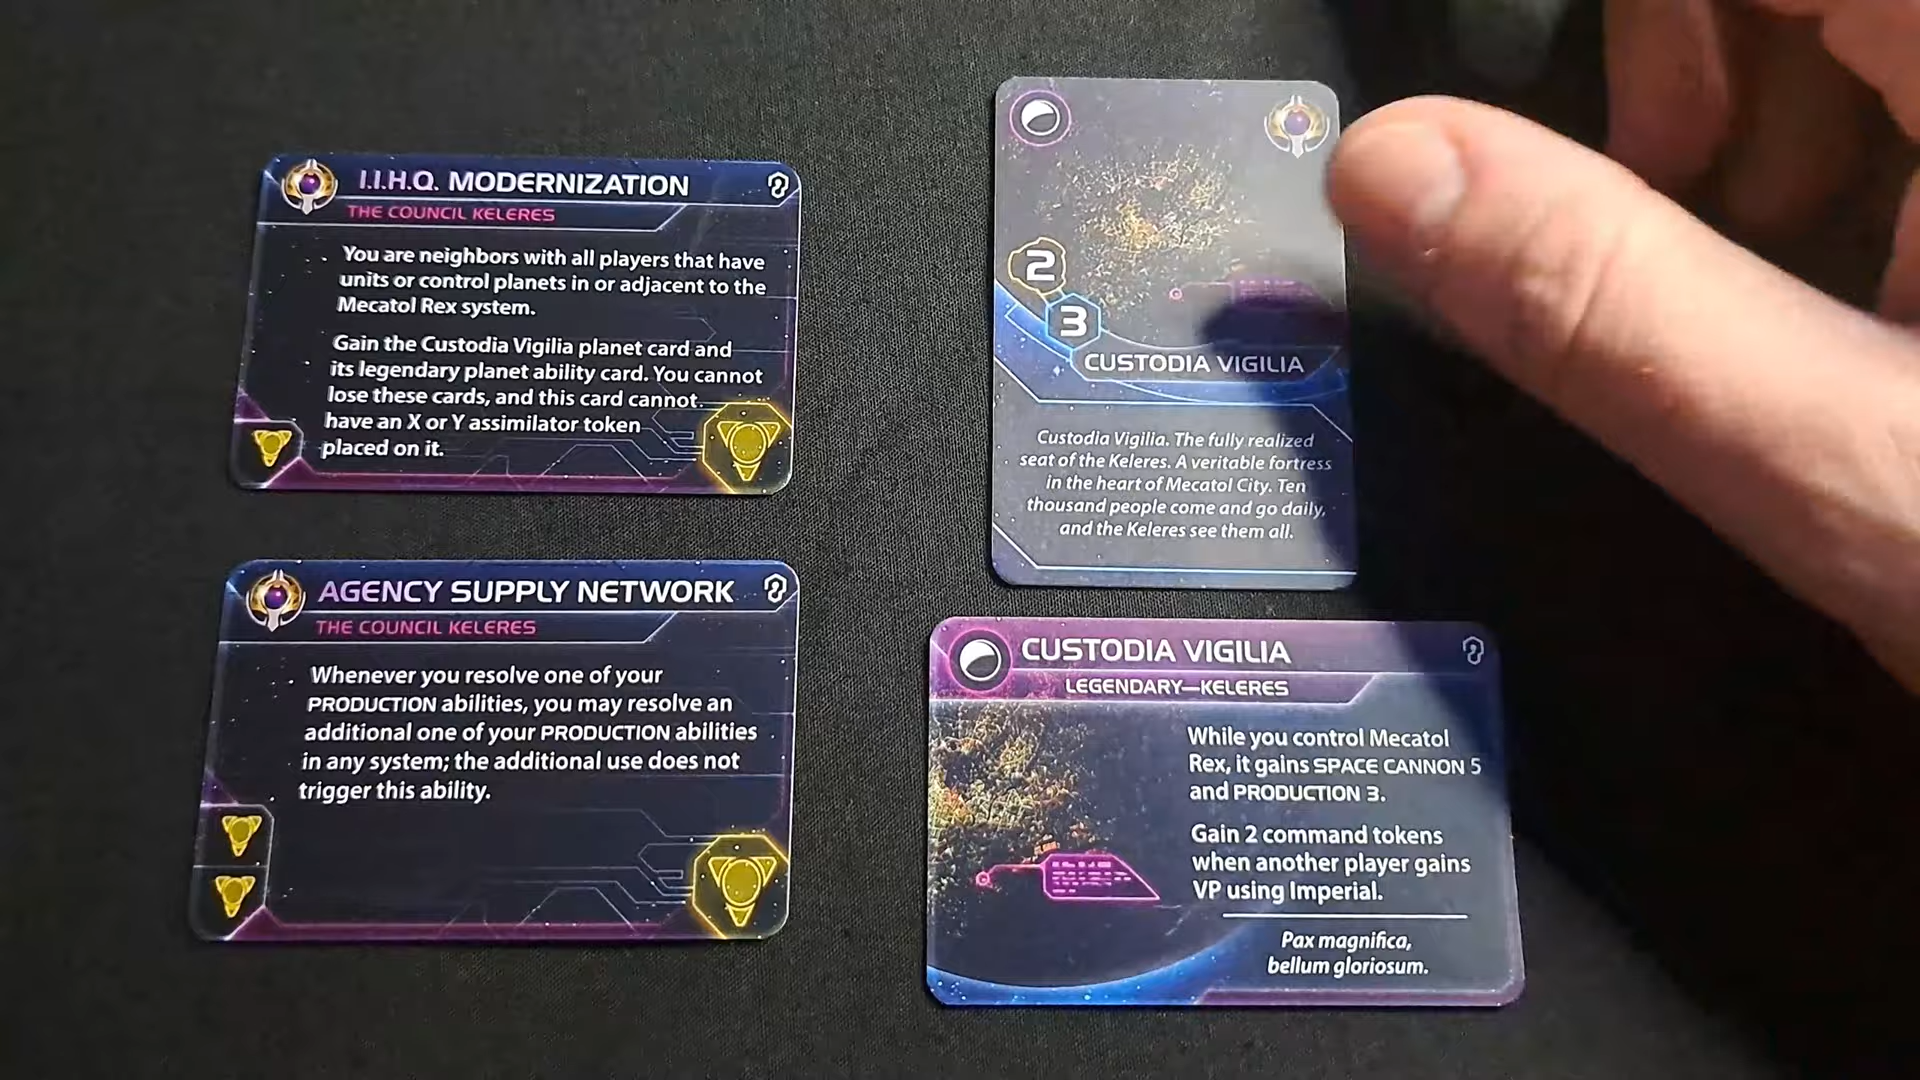 I.I.H.Q. MODERNIZATION
THE COUNCIL KELERES
You are neighbors with all players that have
units or control planets in or adjacent to the
Mecatol Rex system.
Gain the Custodia Vigilia planet card and
its legendary planet ability card. You cannot
lose these cards, and this card cannot
have an X or Y assimilator token
placed on it.
AGENCY SUPPLY NETWORK
THE COUNCIL KELERES
Whenever you resolve one of your
PRODUCTION abilities, you may resolve an
additional one of your PRODUCTION abilities
in any system; the additional use does not
trigger this ability.
2
3
CUSTODIA VIGILIA
Custodia Vigilia. The fully realized
seat of the Keleres. A veritable fortress
in the heart of Mecatol City. Ten
thousand people come and go daily,
and the Keleres see them all.
CUSTODIA VIGILIA
LEGENDARY—KELERES
While you control Mecatol
Rex, it gains SPACE CANNON 5
and PRODUCTION 3.
Gain 2 command tokens
when another player gains
VP using Imperial.
Pax magnifica,
bellum gloriosum.